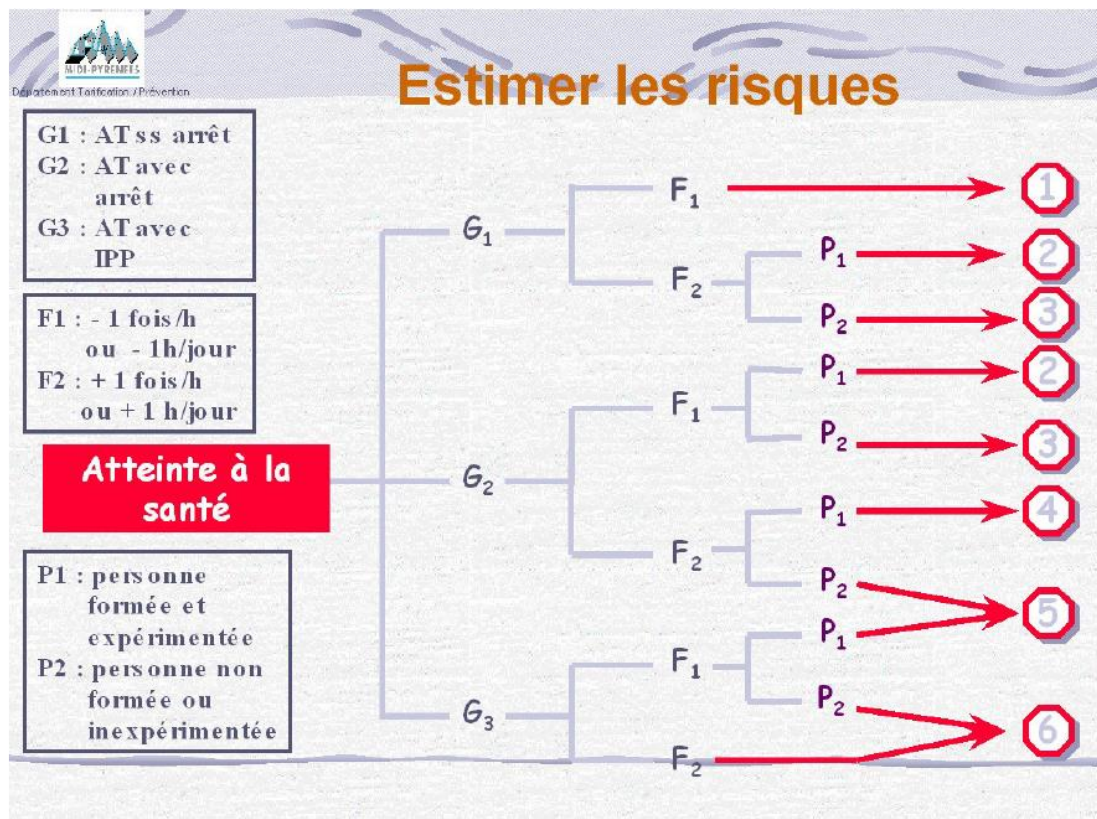 MIDI-PYRENEES
Département Tarification / Prévention
Estimer les risques
G1 : AT ss arrêt
G2 : AT avec
arrêt
G3 : AT avec
IPP
F1 : - 1 fois/h
ou - 1h/jour
F2 : + 1 fois/h
ou + 1 h/jour
Atteinte à la
santé
P1 : personne
formée et
expérimentée
P2 : personne non
formée ou
inexpérimentée
G1
F1
1
F2
P1
2
P2
3
G2
F1
P1
2
P2
3
F2
P1
4
P2
5
G3
F1
P1
P2
6
F2